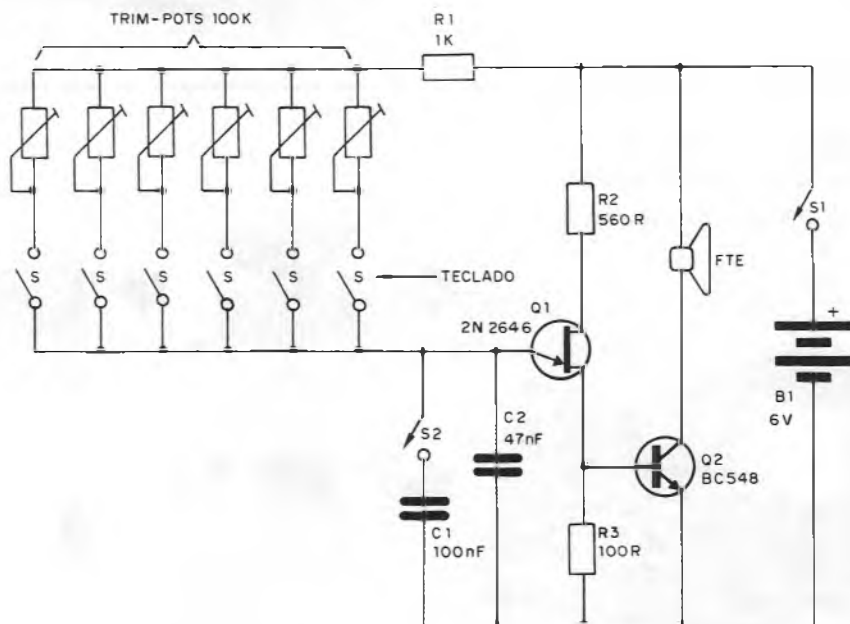 TRIM-POTS 100K
R1
1K
R2
560R
S1
FTE
S S S S S S
TECLADO
Q1
2N 2646
+
B1
6V
S2
C2
47nF
Q2
BC548
C1
100nF
R3
100R